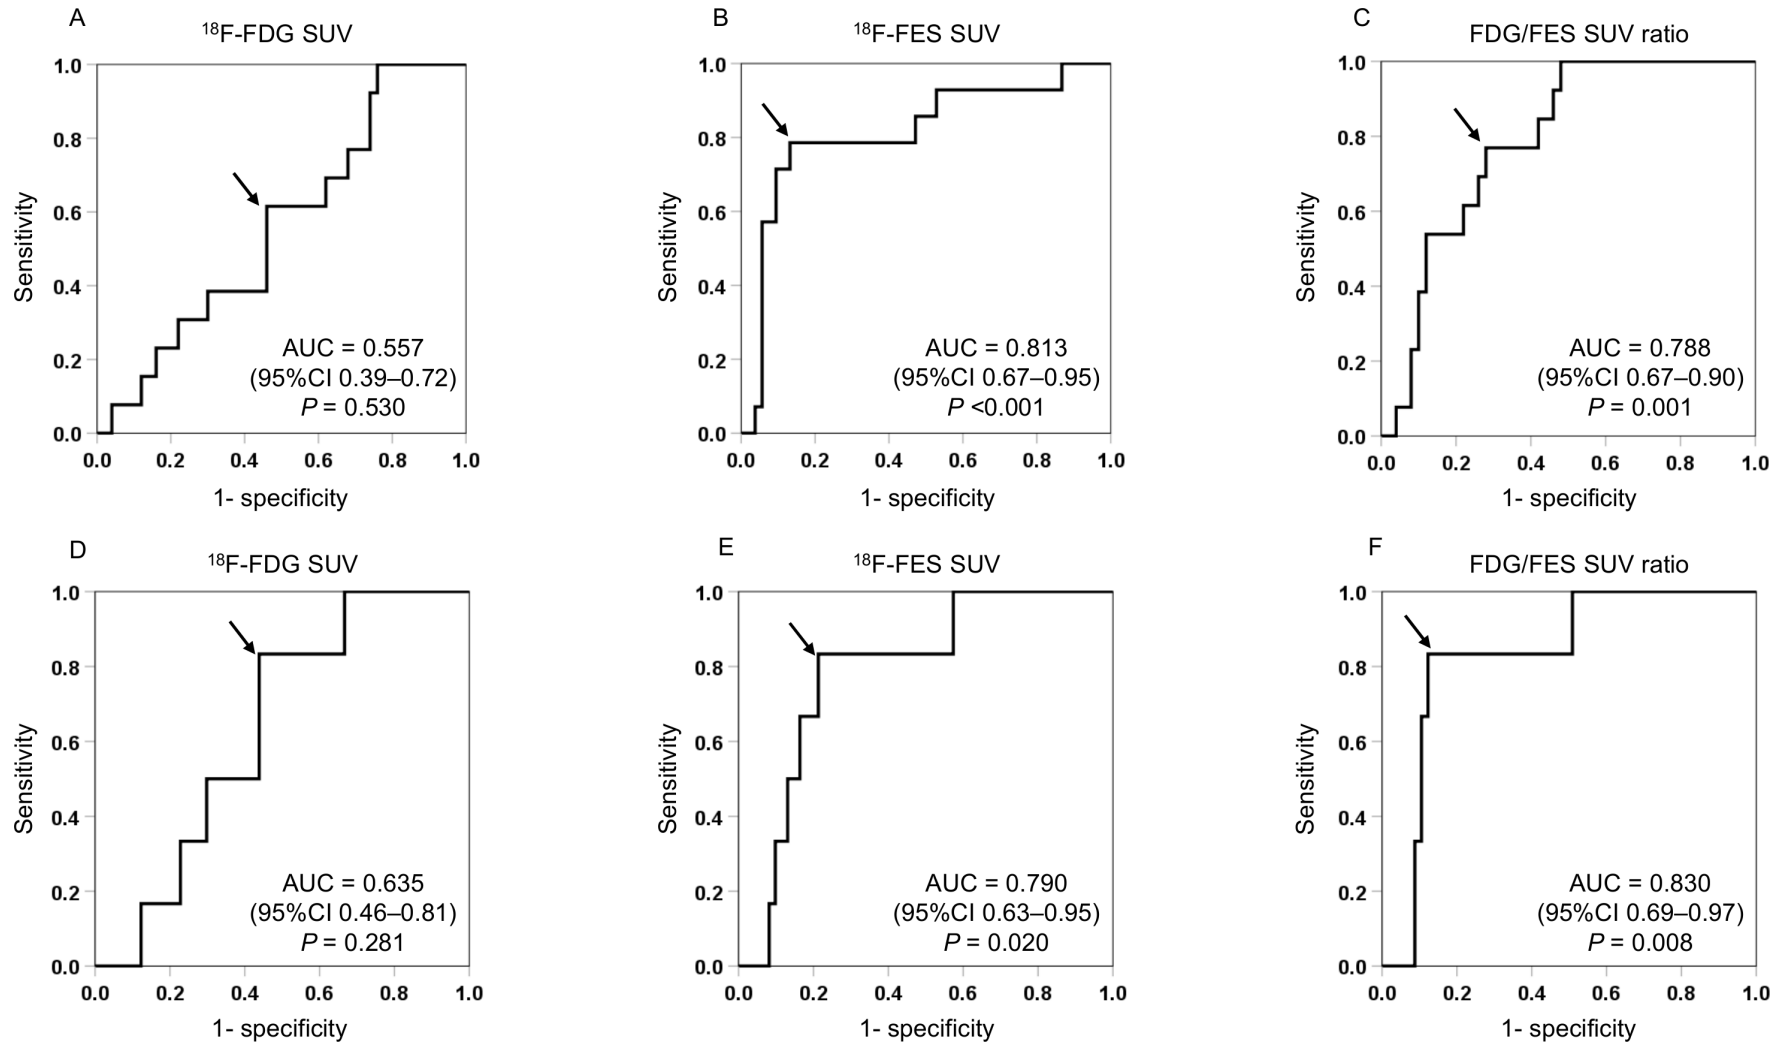 A
¹⁸F-FDG SUV
1.0
0.8
0.6
0.4
0.2
0.0
Sensitivity
AUC = 0.557
(95%CI 0.39–0.72)
P = 0.530
0.0 0.2 0.4 0.6 0.8 1.0
1- specificity
B
¹⁸F-FES SUV
1.0
0.8
0.6
0.4
0.2
0.0
Sensitivity
AUC = 0.813
(95%CI 0.67–0.95)
P <0.001
0.0 0.2 0.4 0.6 0.8 1.0
1- specificity
C
FDG/FES SUV ratio
1.0
0.8
0.6
0.4
0.2
0.0
Sensitivity
AUC = 0.788
(95%CI 0.67–0.90)
P = 0.001
0.0 0.2 0.4 0.6 0.8 1.0
1- specificity
D
¹⁸F-FDG SUV
1.0
0.8
0.6
0.4
0.2
0.0
Sensitivity
AUC = 0.635
(95%CI 0.46–0.81)
P = 0.281
0.0 0.2 0.4 0.6 0.8 1.0
1- specificity
E
¹⁸F-FES SUV
1.0
0.8
0.6
0.4
0.2
0.0
Sensitivity
AUC = 0.790
(95%CI 0.63–0.95)
P = 0.020
0.0 0.2 0.4 0.6 0.8 1.0
1- specificity
F
FDG/FES SUV ratio
1.0
0.8
0.6
0.4
0.2
0.0
Sensitivity
AUC = 0.830
(95%CI 0.69–0.97)
P = 0.008
0.0 0.2 0.4 0.6 0.8 1.0
1- specificity